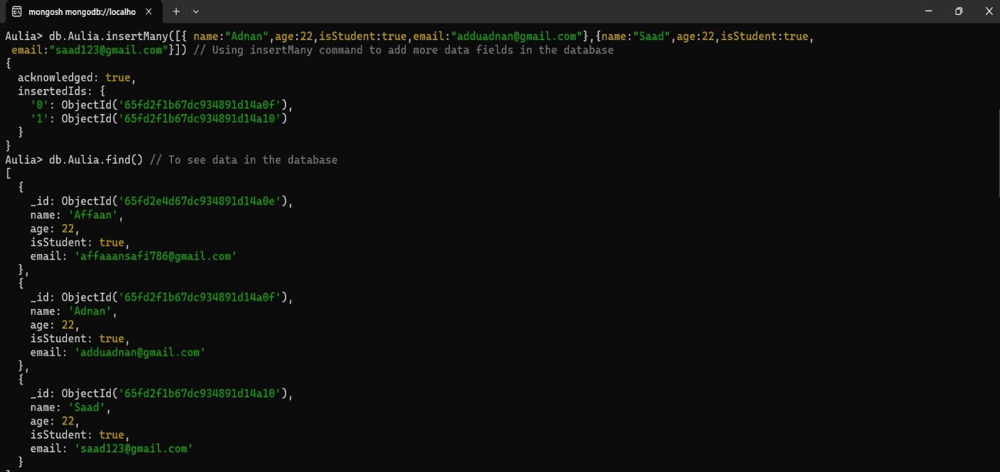 mongosh mongodb://localho
Aulia> db.Aulia.insertMany([{ name:"Adnan",age:22,isStudent:true,email:"adduadnan@gmail.com"},{name:"Saad",age:22,isStudent:true,
email:"saad123@gmail.com"}]) // Using insertMany command to add more data fields in the database
{
  acknowledged: true,
  insertedIds: {
    '0': ObjectId('65fd2f1b67dc934891d14a0f'),
    '1': ObjectId('65fd2f1b67dc934891d14a10')
  }
}
Aulia> db.Aulia.find() // To see data in the database
[
  {
    _id: ObjectId('65fd2e4d67dc934891d14a0e'),
    name: 'Affaan',
    age: 22,
    isStudent: true,
    email: 'affaaansafi786@gmail.com'
  },
  {
    _id: ObjectId('65fd2f1b67dc934891d14a0f'),
    name: 'Adnan',
    age: 22,
    isStudent: true,
    email: 'adduadnan@gmail.com'
  },
  {
    _id: ObjectId('65fd2f1b67dc934891d14a10'),
    name: 'Saad',
    age: 22,
    isStudent: true,
    email: 'saad123@gmail.com'
  }